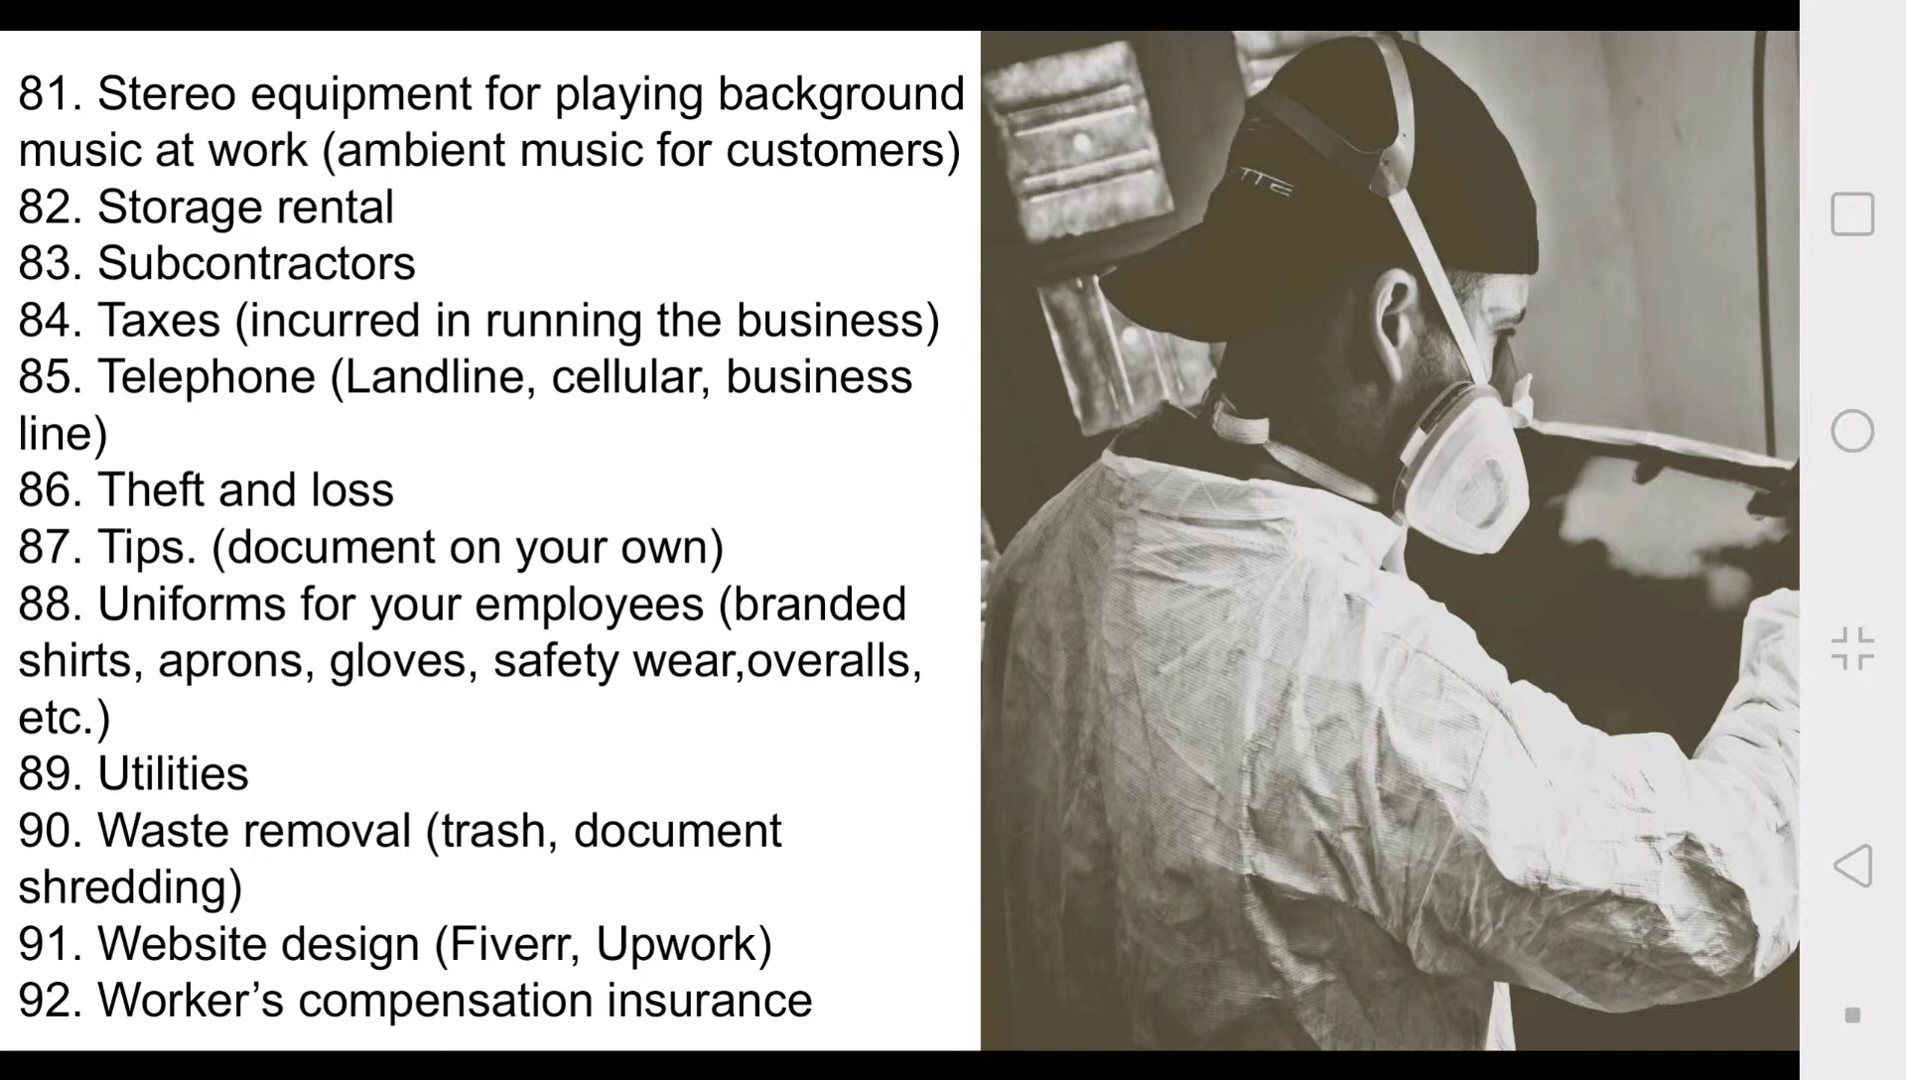 81. Stereo equipment for playing background
music at work (ambient music for customers)
82. Storage rental
83. Subcontractors
84. Taxes (incurred in running the business)
85. Telephone (Landline, cellular, business
line)
86. Theft and loss
87. Tips. (document on your own)
88. Uniforms for your employees (branded
shirts, aprons, gloves, safety wear,overalls,
etc.)
89. Utilities
90. Waste removal (trash, document
shredding)
91. Website design (Fiverr, Upwork)
92. Worker’s compensation insurance